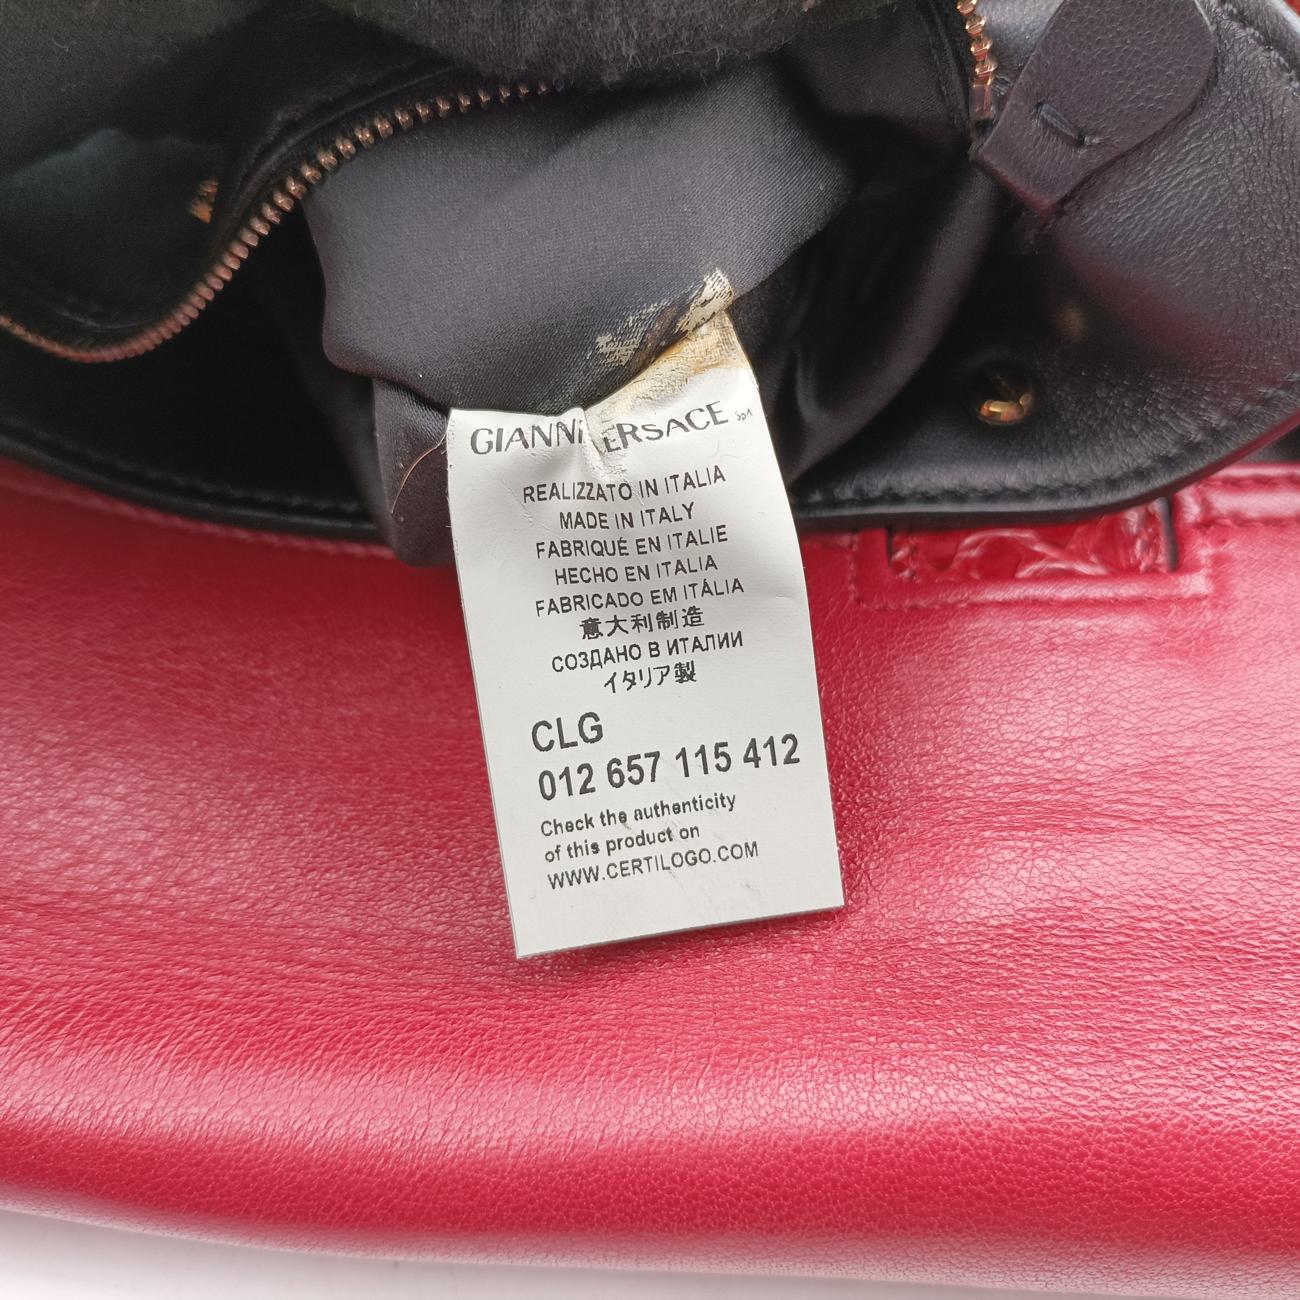 GIANNI ERSACE SpA
REALIZZATO IN ITALIA
MADE IN ITALY
FABRIQUÉ EN ITALIE
HECHO EN ITALIA
FABRICADO EM ITÁLIA
意大利制造
СОЗДАНО В ИТАЛИИ
イタリア製
CLG
012 657 115 412
Check the authenticity
of this product on
WWW.CERTILOGO.COM